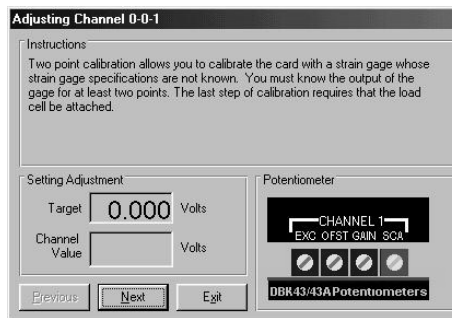 Adjusting Channel 0-0-1
Instructions
Two point calibration allows you to calibrate the card with a strain gage whose
strain gage specifications are not known. You must know the output of the
gage for at least two points. The last step of calibration requires that the load
cell be attached.
Setting Adjustment
Target 0.000 Volts
Channel
Value Volts
Previous Next Exit
Potentiometer
CHANNEL 1
EXC OFST GAIN SCA
DBK43/43A Potentiometers